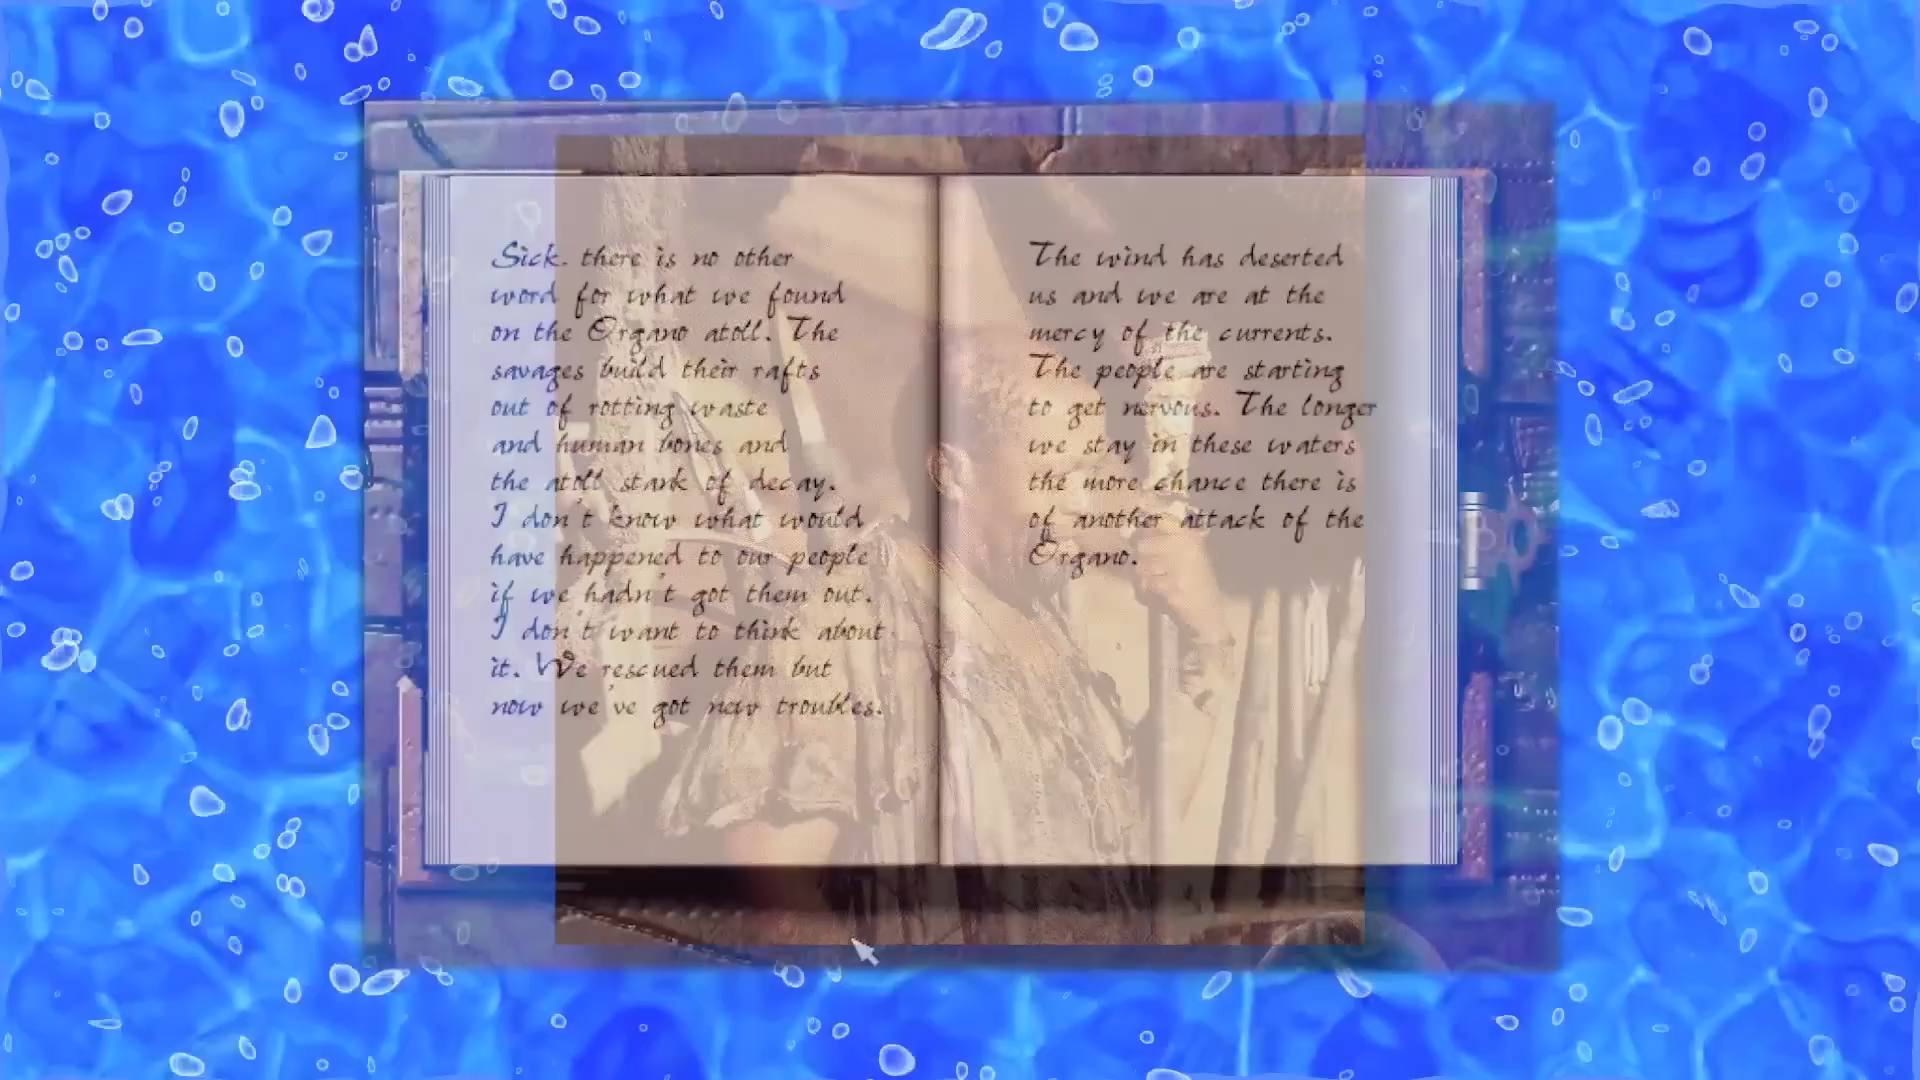 Sick. there is no other
word for what we found
on the Organo atoll. The
savages build their rafts
out of rotting waste
and human bones and
the atoll stank of decay.
I don't know what would
have happened to our people
if we hadn't got them out.
I don't want to think about
it. We rescued them but
now we've got new troubles.
The wind has deserted
us and we are at the
mercy of the currents.
The people are starting
to get nervous. The longer
we stay in these waters
the more chance there is
of another attack of the
Organo.